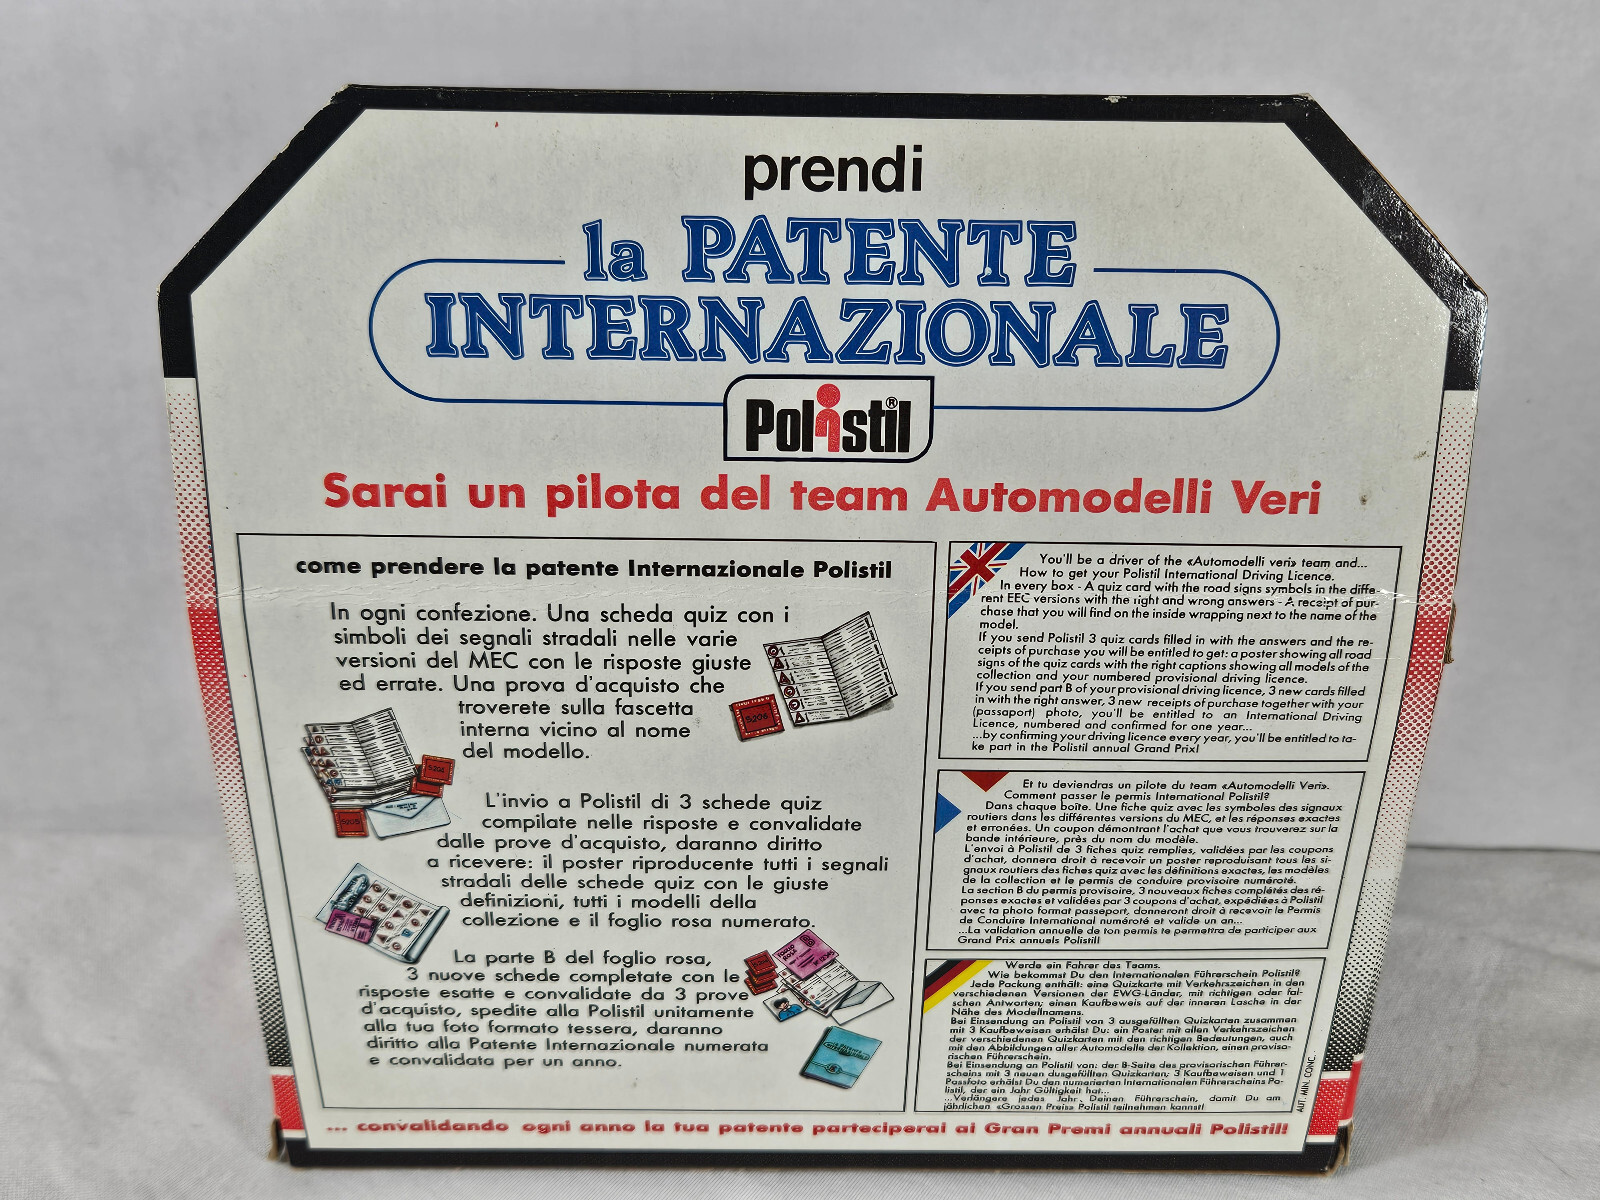 prendi
la PATENTE
INTERNAZIONALE
Polistil®
Sarai un pilota del team Automodelli Veri
come prendere la patente Internazionale Polistil
In ogni confezione. Una scheda quiz con i
simboli dei segnali stradali nelle varie
versioni del MEC con le risposte giuste
ed errate. Una prova d'acquisto che
troverete sulla fascetta
interna vicino al nome
del modello.
S206
S206
S205
L'invio a Polistil di 3 schede quiz
compilate nelle risposte e convalidate
dalle prove d'acquisto, daranno diritto
a ricevere: il poster riproducente tutti i segnali
stradali delle schede quiz con le giuste
definizioni, tutti i modelli della
collezione e il foglio rosa numerato.
La parte B del foglio rosa,
3 nuove schede completate con le
risposte esatte e convalidate da 3 prove
d'acquisto, spedite alla Polistil unitamente
alla tua foto formato tessera, daranno
diritto alla Patente Internazionale numerata
e convalidata per un anno.
FOGLIO
ROSA
You'll be a driver of the «Automodelli veri» team and...
How to get your Polistil International Driving Licence.
In every box - A quiz card with the road signs symbols in the diffe-
rent EEC versions with the right and wrong answers - A receipt of pur-
chase that you will find on the inside wrapping next to the name of the
model.
If you send Polistil 3 quiz cards filled in with the answers and the re-
ceipts of purchase you will be entitled to get: a poster showing all road
signs of the quiz cards with the right captions showing all models of the
collection and your numbered provisional driving licence.
If you send part B of your provisional driving licence, 3 new cards filled
in with the right answer, 3 new receipts of purchase together with your
(passaport) photo, you'll be entitled to an International Driving
Licence, numbered and confirmed for one year...
...by confirming your driving licence every year, you'll be entitled to ta-
ke part in the Polistil annual Grand Prix!
Et tu deviendras un pilote du team «Automodelli Veri».
Comment passer le permis International Polistil?
Dans chaque boîte. Une fiche quiz avec les symboles des signaux
routiers dans les différentes versions du MEC, et les réponses exactes
et erronées. Un coupon démontrant l'achat que vous trouverez sur la
bande intérieure, près du nom du modèle.
L'envoi à Polistil de 3 fiches quiz remplies, validées par les coupons
d'achat, donnera droit à recevoir un poster reproduisant tous les si-
gnaux routiers des fiches quiz avec les définitions exactes, les modèles
de la collection et le permis de conduire provisoire numéroté.
La section B du permis provisoire, 3 nouveaux fiches complétés des ré-
ponses exactes et validées par 3 coupons d'achat, expédiées à Polistil
avec ta photo format passeport, donneront droit à recevoir le Permis
de Conduire International numéroté et valide un an...
...La validation annuelle de ton permis te permettra de participer aux
Grand Prix annuels Polistil!
Werde ein Fahrer des Teams.
Wie bekommst Du den Internationalen Führerschein Polistil?
Jede Packung enthält: eine Quizkarte mit Verkehrszeichen in den
verschiedenen Versionen der EWG-Länder, mit richtigen oder fal-
schen Antworten; einen Kaufbeweis auf der inneren Lasche in der
Nähe des Modellnamens.
Bei Einsendung an Polistil von 3 ausgefüllten Quizkarten zusammen
mit 3 Kaufbeweisen erhälst Du: ein Poster mit allen Verkehrszeichen
der verschiedenen Quizkarten mit den richtigen Bedeutungen, auch
mit den Abbildungen aller Automodelle der Kollektion, einen proviso-
rischen Führerschein.
Bei Einsendung an Polistil von: der B-Seite des provisorischen Führer-
scheins mit 3 neuen ausgefüllten Quizkarten; 3 Kaufbeweisen und 1
Passfoto erhälst Du den numerierten Internationalen Führerscheins Po-
listil, der ein Jahr Gültigkeit hat...
...Verlängere jedes Jahr Deinen Führerschein, damit Du am
jährlichen «Grossen Preis» Polistil teilnehmen kannst!
AUT. MIN. CONC.
... convalidando ogni anno la tua patente parteciperai ai Gran Premi annuali Polistil!